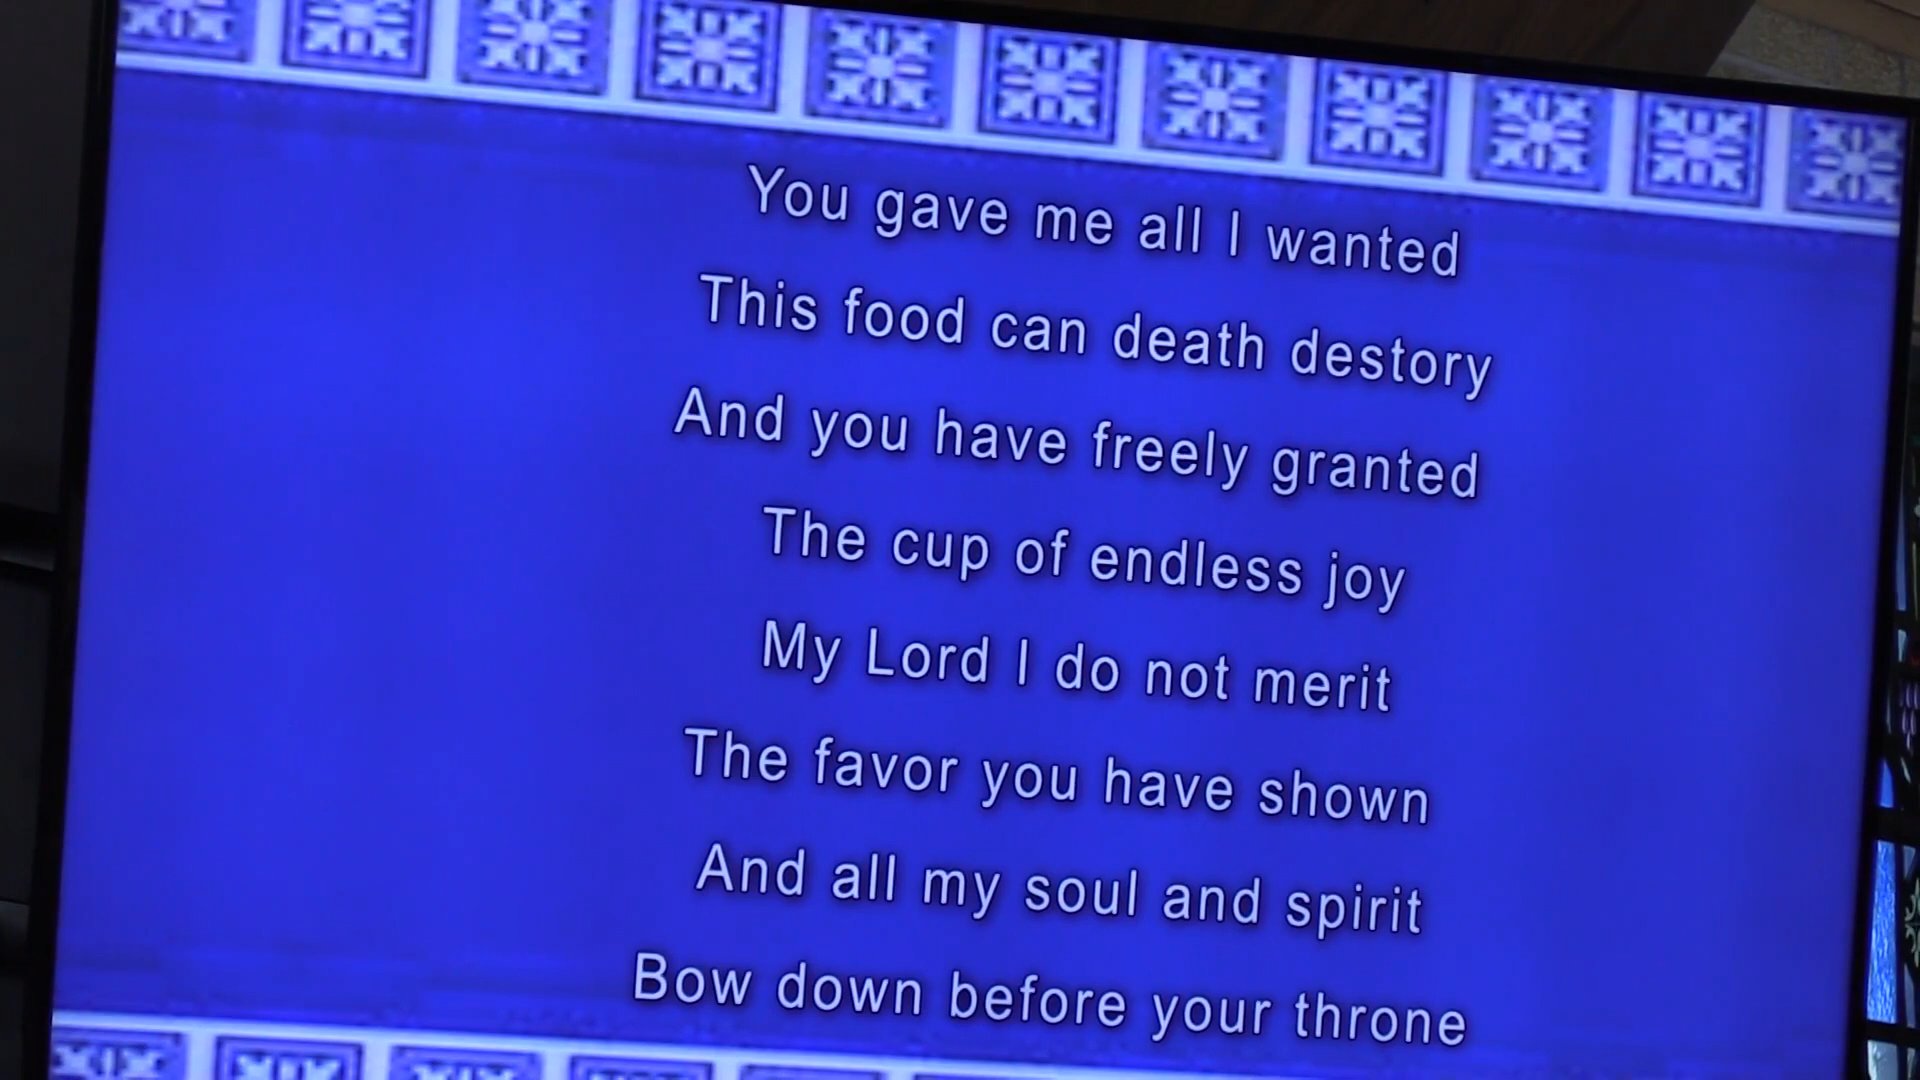 You gave me all I wanted
This food can death destory
And you have freely granted
The cup of endless joy
My Lord I do not merit
The favor you have shown
And all my soul and spirit
Bow down before your throne